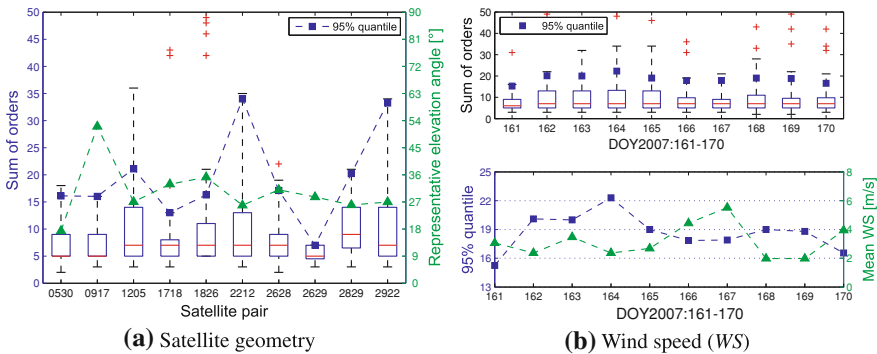 95% quantile
Sum of orders
50
45
40
35
30
25
20
15
10
5
0
90
81
72
63
54
45
36
27
18
9
0
Representative elevation angle [°]
0530 0917 1205 1718 1826 2212 2628 2629 2829 2922
Satellite pair
(a) Satellite geometry
95% quantile
Sum of orders
50
40
30
20
10
0
161 162 163 164 165 166 167 168 169 170
DOY2007:161-170
95% quantile
25
22
19
16
13
8
6
4
2
0
Mean WS [m/s]
161 162 163 164 165 166 167 168 169 170
DOY2007:161-170
(b) Wind speed (WS)